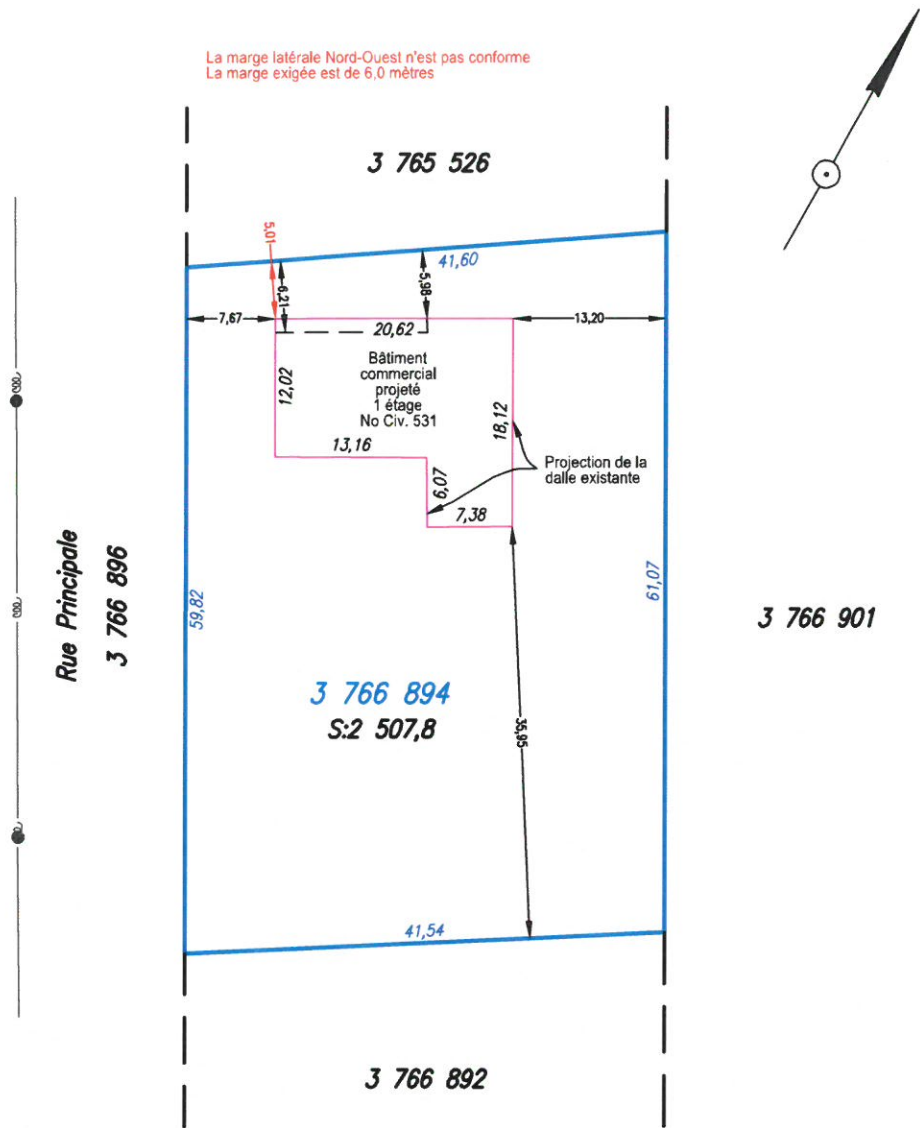 La marge latérale Nord-Ouest n'est pas conforme
La marge exigée est de 6,0 mètres
3 765 526
5,01
41,60
6,21
5,98
7,67
13,20
20,62
Bâtiment
commercial
projeté
1 étage
No Civ. 531
12,02
18,12
13,16
Projection de la
dalle existante
6,07
7,38
Rue Principale
3 766 896
59,82
61,07
3 766 901
3 766 894
S:2 507,8
35,95
41,54
3 766 892